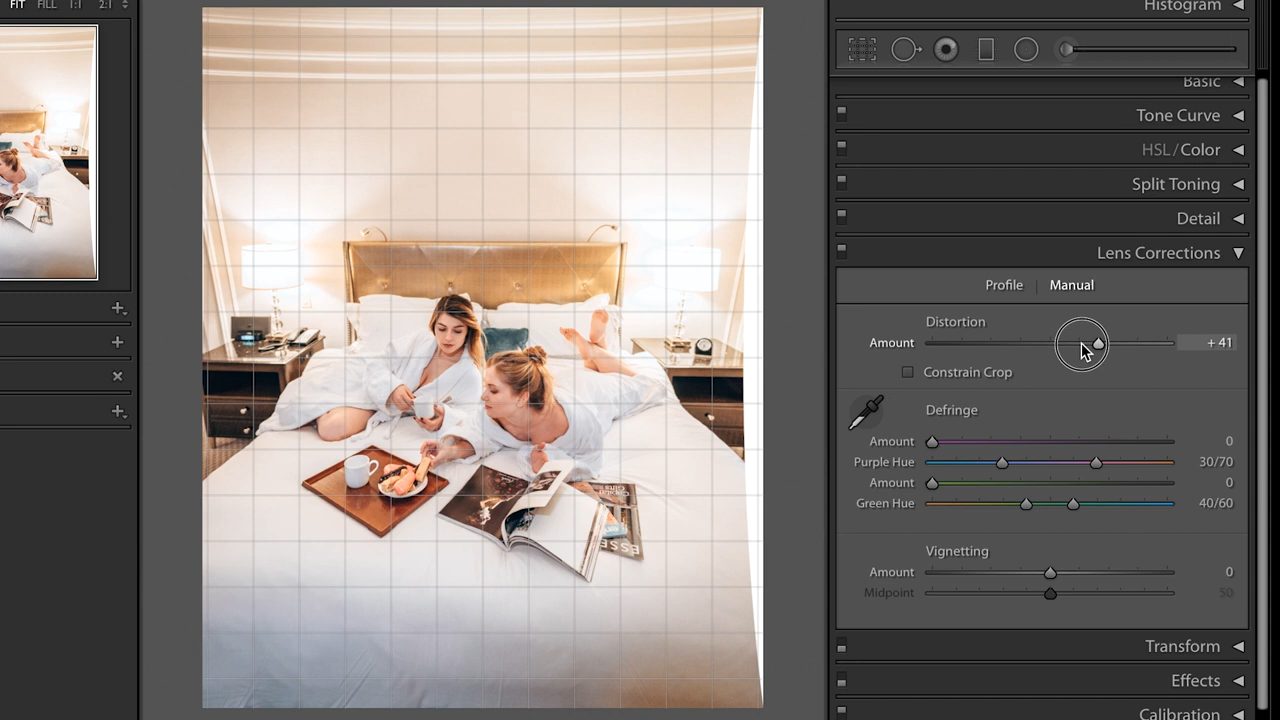 FIT FILL 1:1 2:1
Histogram
Basic
Tone Curve
HSL / Color
Split Toning
Detail
Lens Corrections
Profile | Manual
Distortion
Amount + 41
Constrain Crop
Defringe
Amount 0
Purple Hue 30/70
Amount 0
Green Hue 40/60
Vignetting
Amount 0
Midpoint 50
Transform
Effects
Calibration